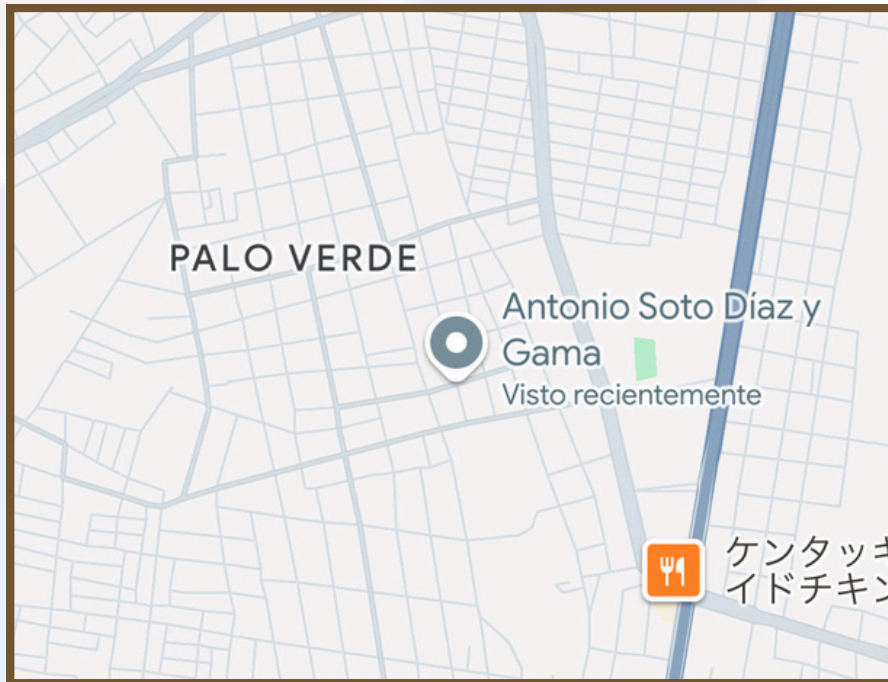 PALO VERDE
Antonio Soto Díaz y
Gama
Visto recientemente
ケンタッキ
イドチキン